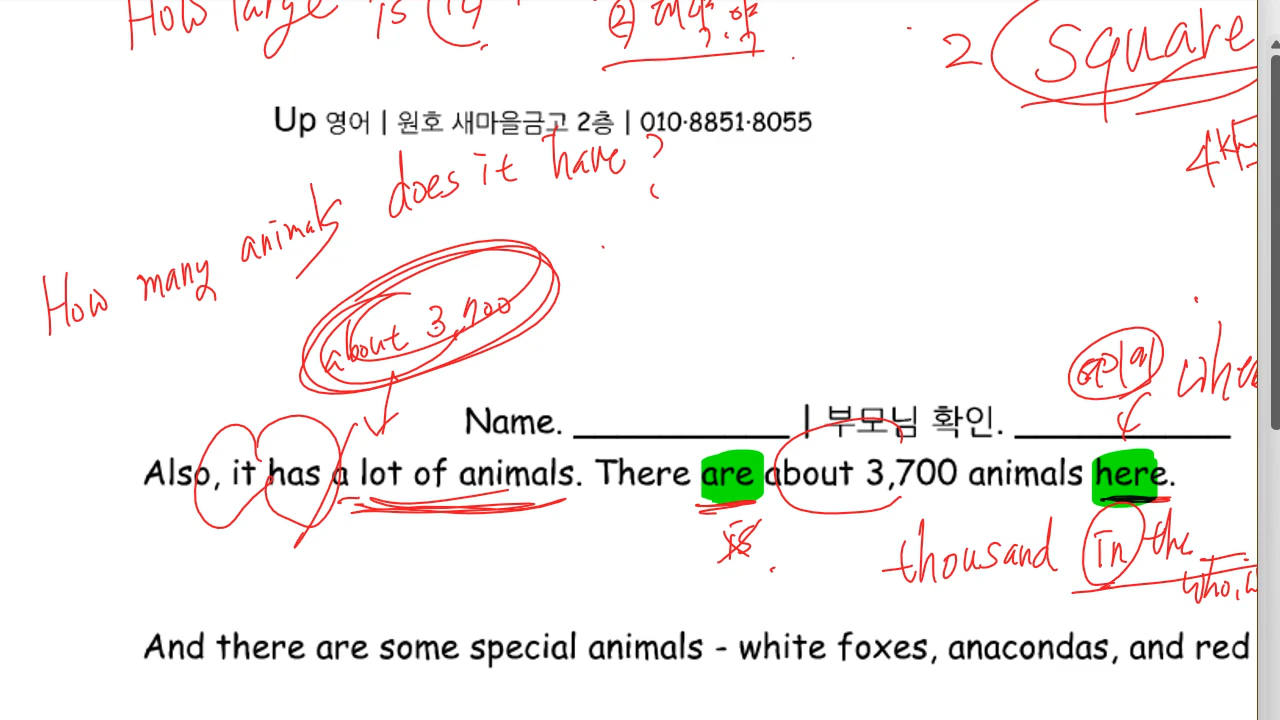 How large is
2 square
Up 영어 | 원호 새마을금고 2층 | 010·8851·8055
4
How many animals does it have?
about 3,700
Name. ____________ | 부모님 확인. ____________
Also, it has a lot of animals. There are about 3,700 animals here.
is
thousand in the
who,
And there are some special animals - white foxes, anacondas, and red